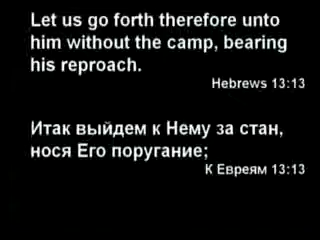 Let us go forth therefore unto
him without the camp, bearing
his reproach.
Hebrews 13:13
Итак выйдем к Нему за стан,
нося Его поругание;
К Евреям 13:13